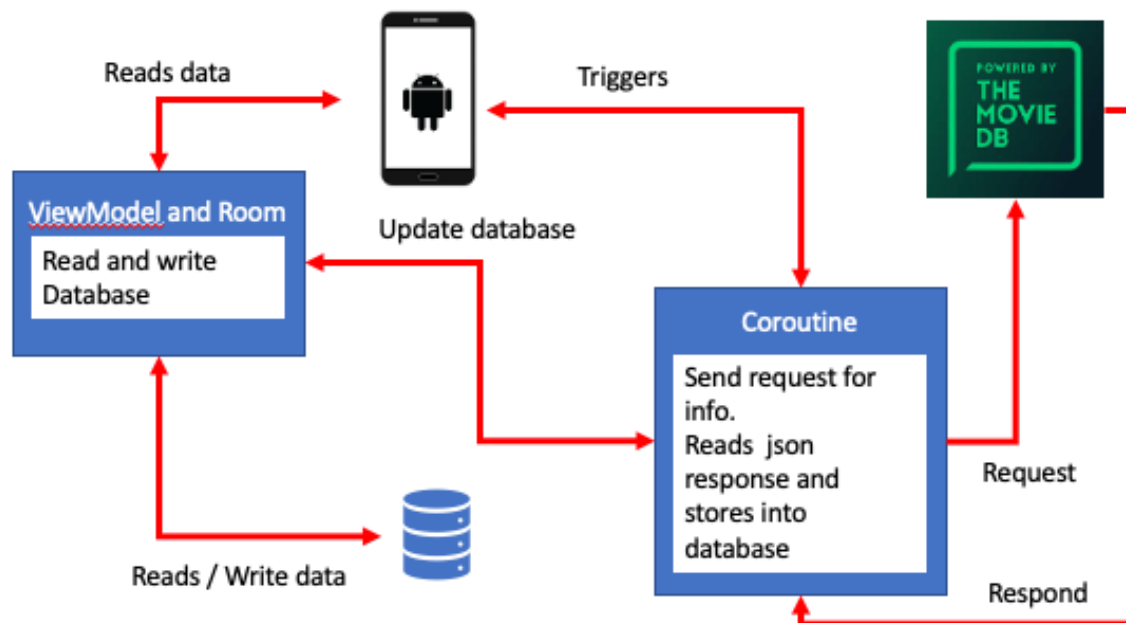 Reads data
Triggers
POWERED BY
THE
MOVIE
DB
ViewModel and Room
Read and write
Database
Update database
Coroutine
Send request for
info.
Reads  json
response and
stores into
database
Request
Reads / Write data
Respond